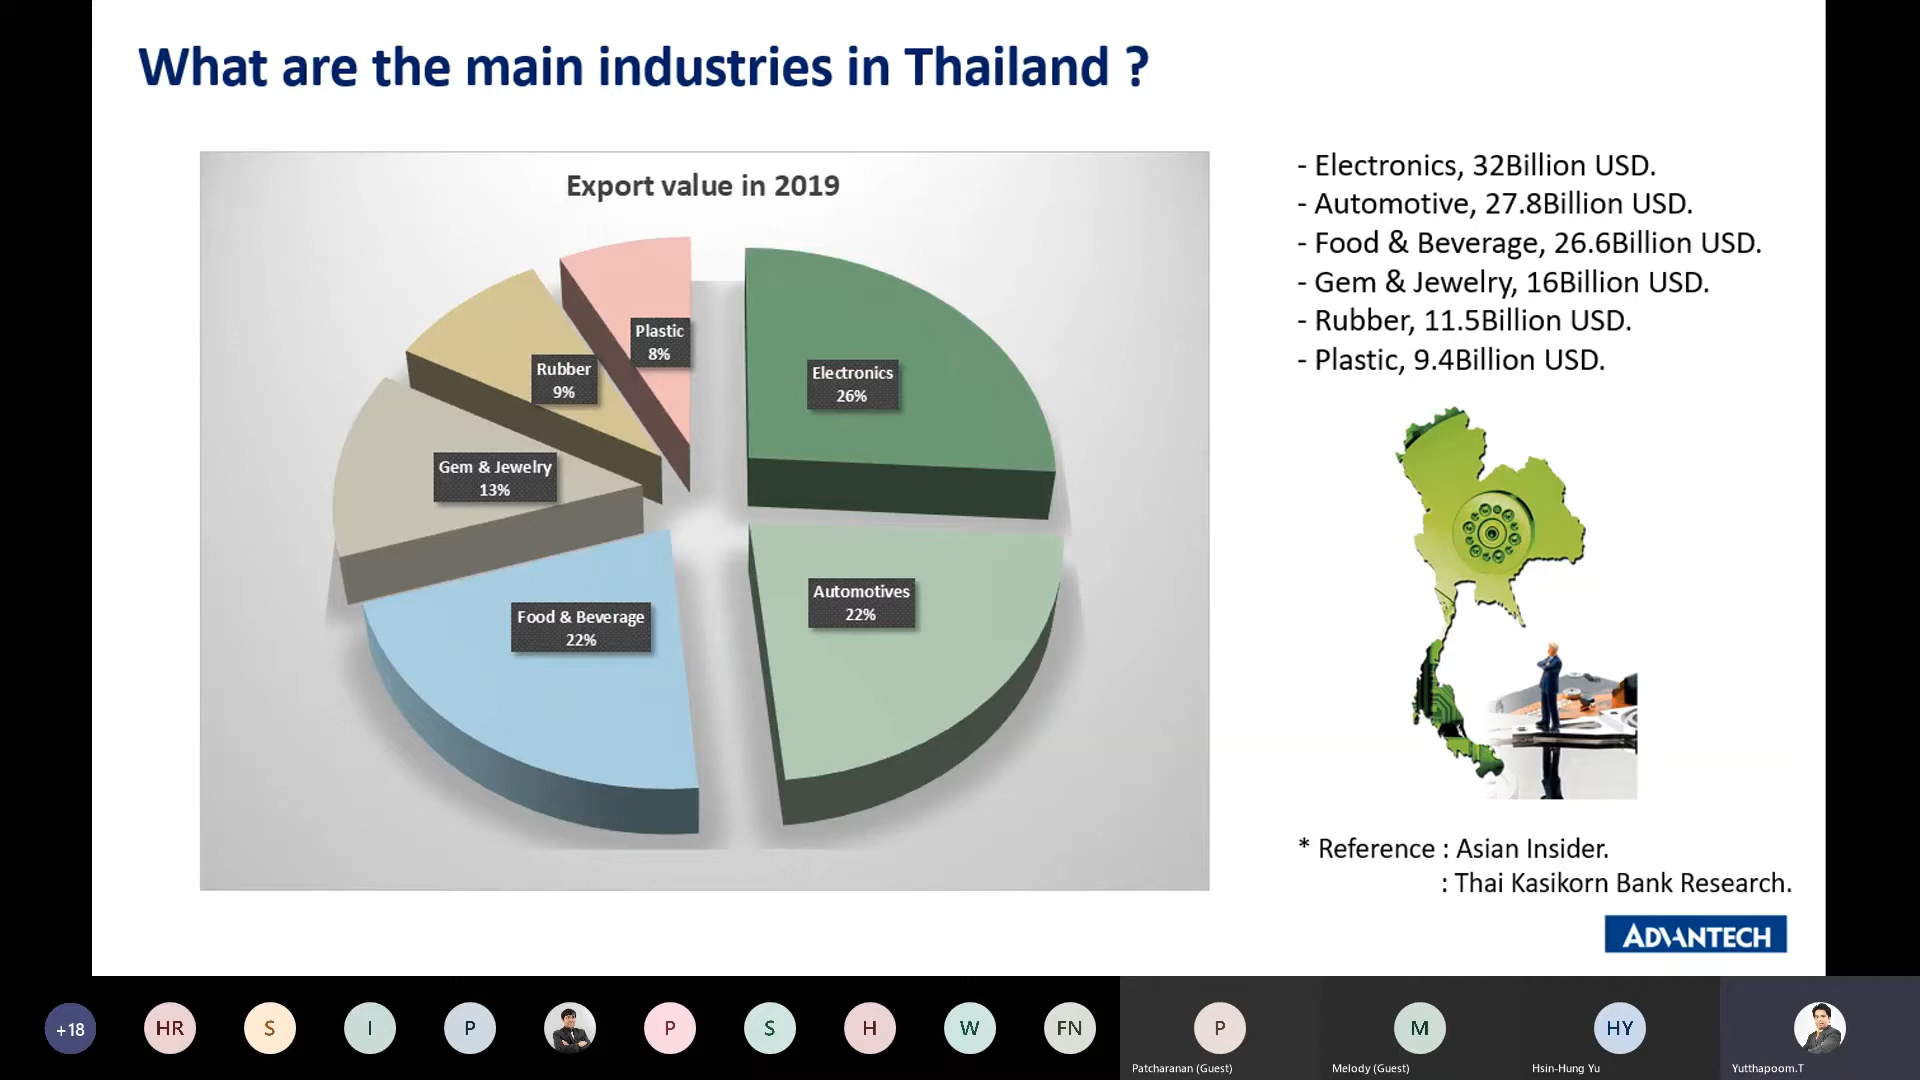 What are the main industries in Thailand ?
Export value in 2019
Plastic
8%
Rubber
9%
Electronics
26%
Gem & Jewelry
13%
Automotives
22%
Food & Beverage
22%
- Electronics, 32Billion USD.
- Automotive, 27.8Billion USD.
- Food & Beverage, 26.6Billion USD.
- Gem & Jewelry, 16Billion USD.
- Rubber, 11.5Billion USD.
- Plastic, 9.4Billion USD.
* Reference : Asian Insider.
: Thai Kasikorn Bank Research.
ADVANTECH
+18
HR
S
I
P
P
S
H
W
FN
P
M
HY
Patcharanan (Guest)
Melody (Guest)
Hsin-Hung Yu
Yutthapoom.T